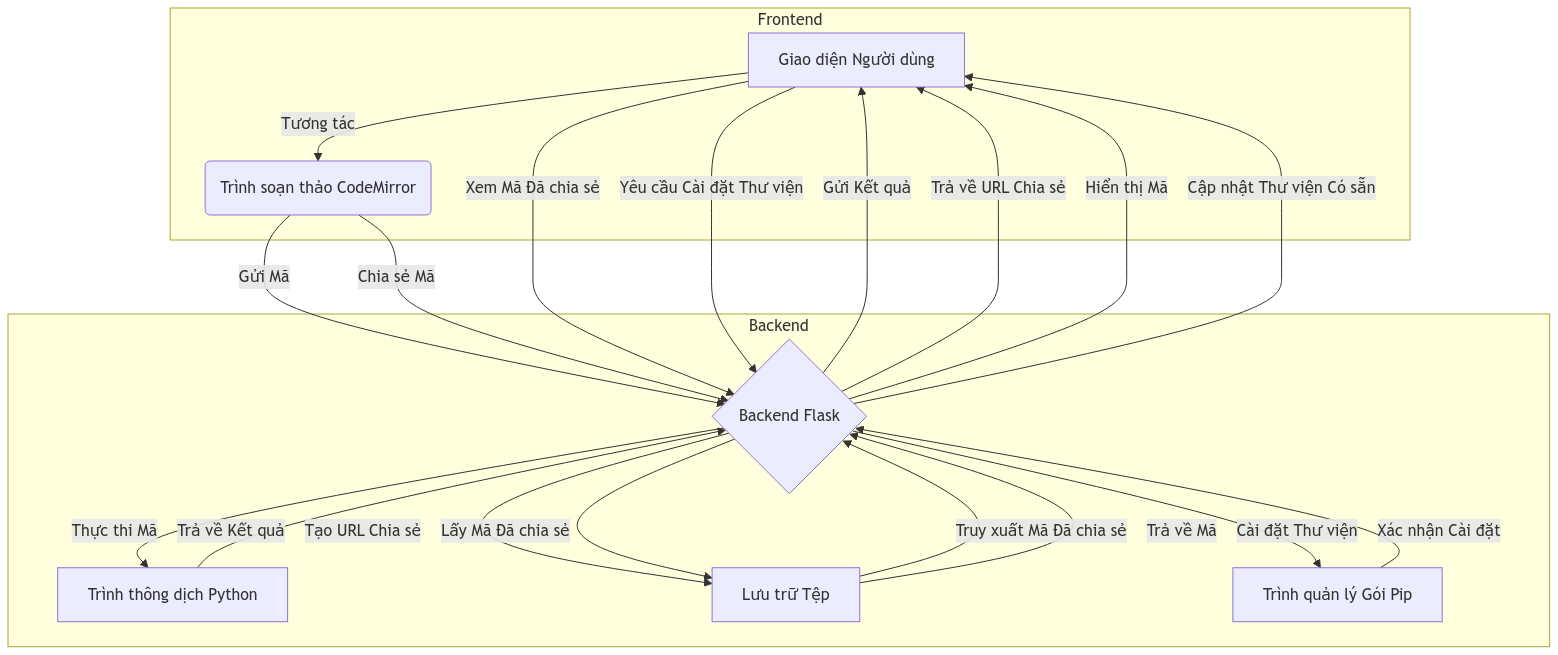 Frontend
Giao diện Người dùng
Tương tác
Trình soạn thảo CodeMirror
Xem Mã Đã chia sẻ
Yêu cầu Cài đặt Thư viện
Gửi Kết quả
Trả về URL Chia sẻ
Hiển thị Mã
Cập nhật Thư viện Có sẵn
Gửi Mã
Chia sẻ Mã
Backend
Backend Flask
Thực thi Mã
Trả về Kết quả
Tạo URL Chia sẻ
Lấy Mã Đã chia sẻ
Truy xuất Mã Đã chia sẻ
Trả về Mã
Cài đặt Thư viện
Xác nhận Cài đặt
Trình thông dịch Python
Lưu trữ Tệp
Trình quản lý Gói Pip